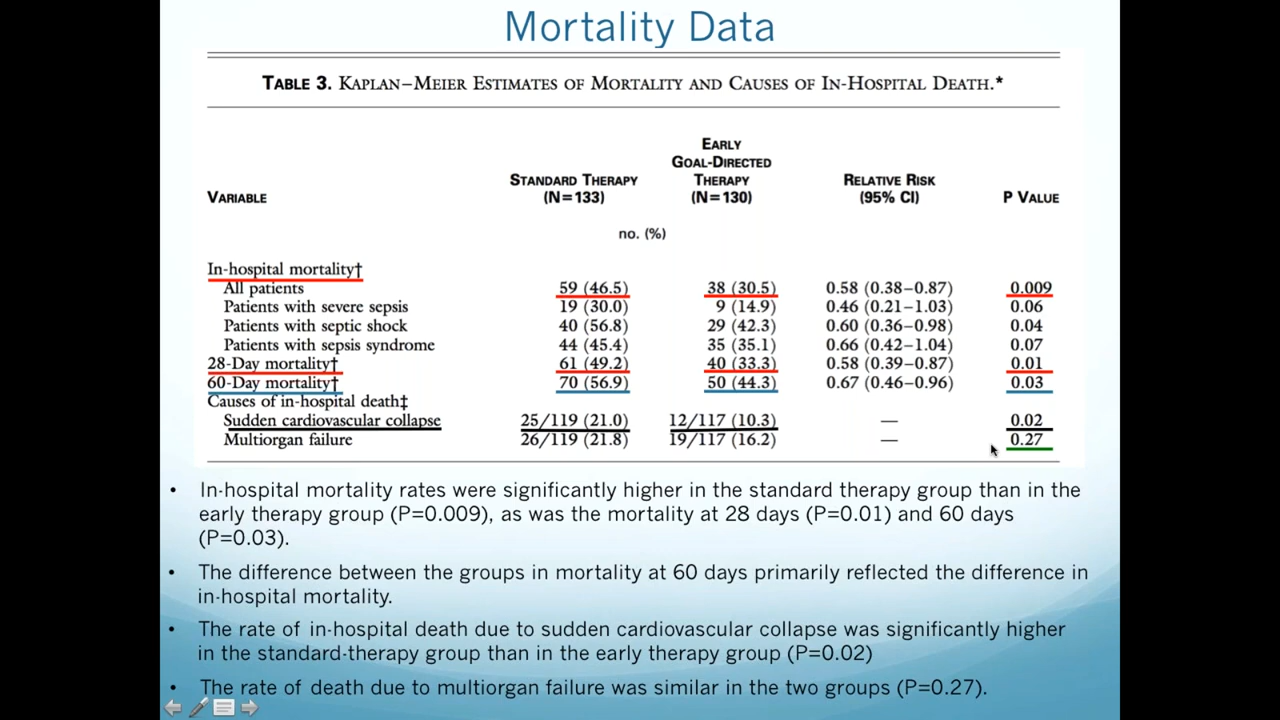 Mortality Data
TABLE 3. KAPLAN–MEIER ESTIMATES OF MORTALITY AND CAUSES OF IN-HOSPITAL DEATH.*
VARIABLE STANDARD THERAPY (N=133) EARLY GOAL-DIRECTED THERAPY (N=130) RELATIVE RISK (95% CI) P VALUE
no. (%)
In-hospital mortality†
All patients 59 (46.5) 38 (30.5) 0.58 (0.38–0.87) 0.009
Patients with severe sepsis 19 (30.0) 9 (14.9) 0.46 (0.21–1.03) 0.06
Patients with septic shock 40 (56.8) 29 (42.3) 0.60 (0.36–0.98) 0.04
Patients with sepsis syndrome 44 (45.4) 35 (35.1) 0.66 (0.42–1.04) 0.07
28-Day mortality† 61 (49.2) 40 (33.3) 0.58 (0.39–0.87) 0.01
60-Day mortality† 70 (56.9) 50 (44.3) 0.67 (0.46–0.96) 0.03
Causes of in-hospital death‡
Sudden cardiovascular collapse 25/119 (21.0) 12/117 (10.3) — 0.02
Multiorgan failure 26/119 (21.8) 19/117 (16.2) — 0.27
• In-hospital mortality rates were significantly higher in the standard therapy group than in the
early therapy group (P=0.009), as was the mortality at 28 days (P=0.01) and 60 days
(P=0.03).
• The difference between the groups in mortality at 60 days primarily reflected the difference in
in-hospital mortality.
• The rate of in-hospital death due to sudden cardiovascular collapse was significantly higher
in the standard-therapy group than in the early therapy group (P=0.02)
• The rate of death due to multiorgan failure was similar in the two groups (P=0.27).